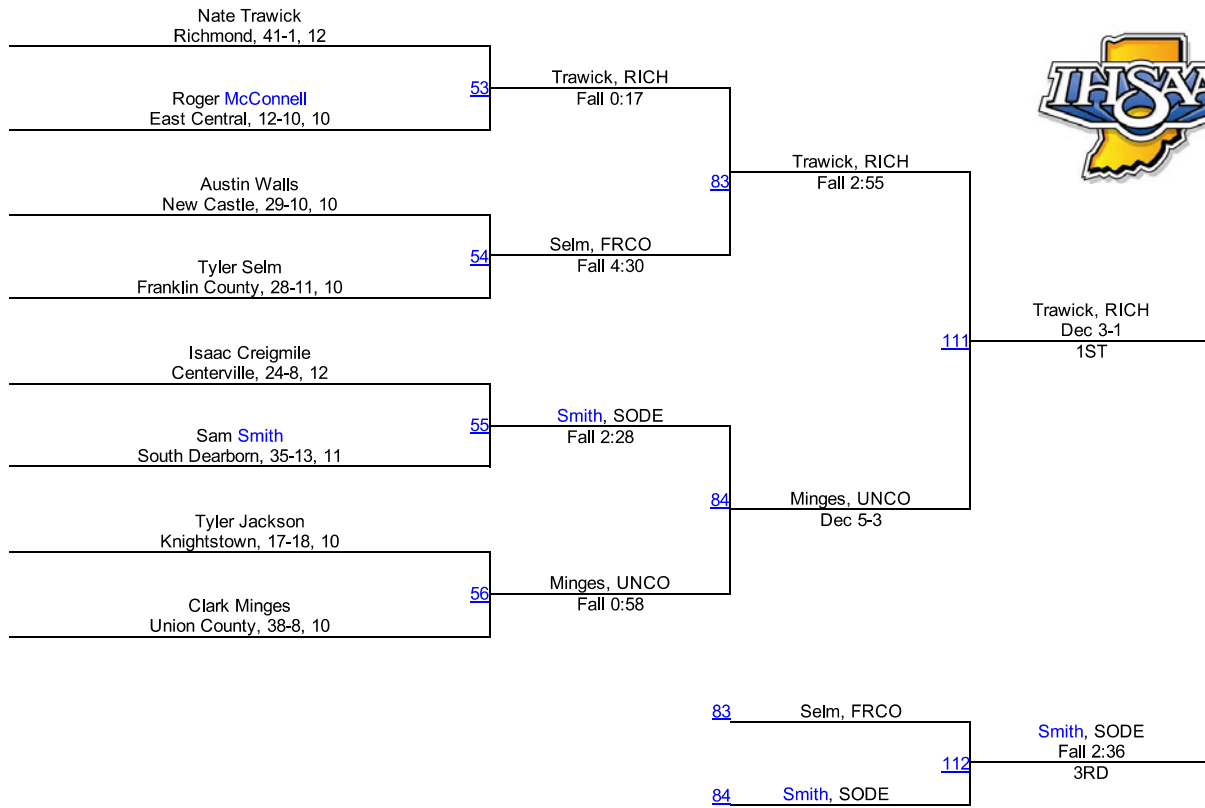 Nate Trawick
Richmond, 41-1, 12
53
Trawick, RICH
Fall 0:17
Roger McConnell
East Central, 12-10, 10
IHSAA
83
Trawick, RICH
Fall 2:55
Austin Walls
New Castle, 29-10, 10
54
Selm, FRCO
Fall 4:30
Tyler Selm
Franklin County, 28-11, 10
111
Trawick, RICH
Dec 3-1
1ST
Isaac Creigmile
Centerville, 24-8, 12
55
Smith, SODE
Fall 2:28
Sam Smith
South Dearborn, 35-13, 11
84
Minges, UNCO
Dec 5-3
Tyler Jackson
Knightstown, 17-18, 10
56
Minges, UNCO
Fall 0:58
Clark Minges
Union County, 38-8, 10
83
Selm, FRCO
112
Smith, SODE
Fall 2:36
3RD
84
Smith, SODE